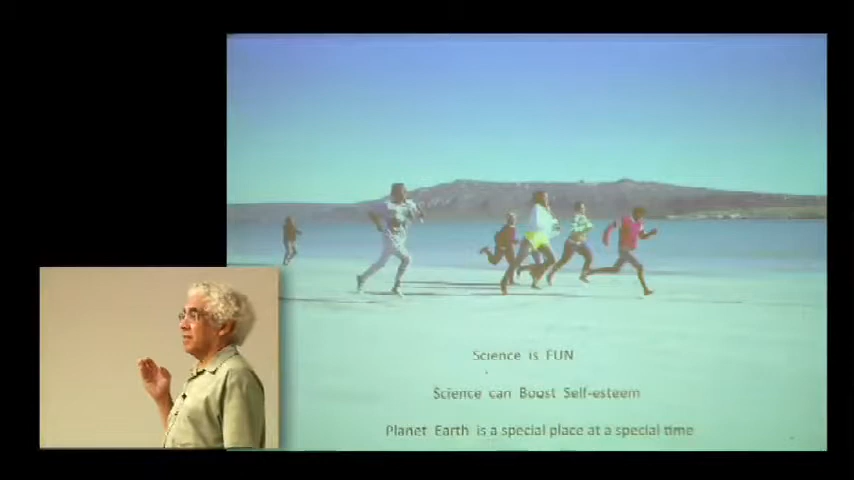 Science is FUN
Science can Boost Self-esteem
Planet Earth is a special place at a special time